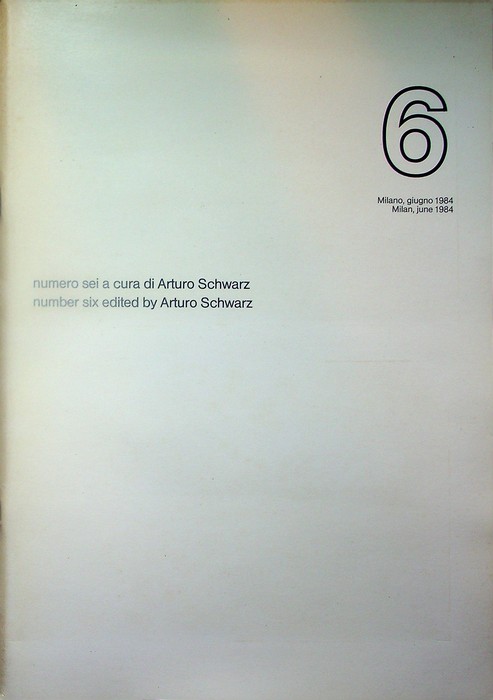 6
Milano, giugno 1984
Milan, june 1984
numero sei a cura di Arturo Schwarz
number six edited by Arturo Schwarz